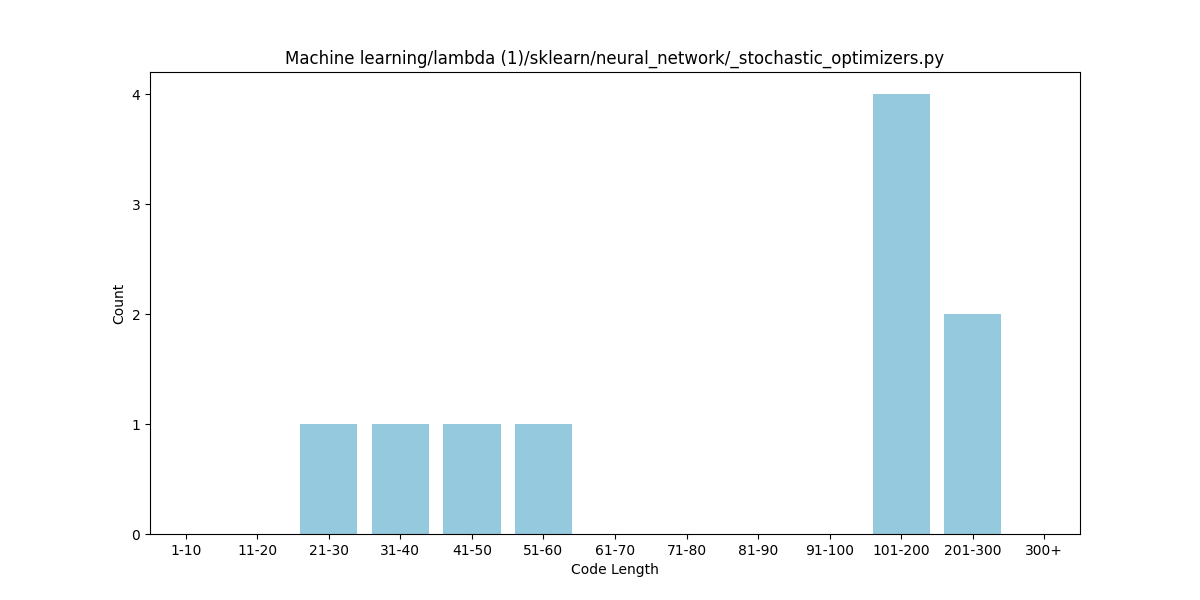 Machine learning/lambda (1)/sklearn/neural_network/_stochastic_optimizers.py
4
3
2
1
0
Count
1-10 11-20 21-30 31-40 41-50 51-60 61-70 71-80 81-90 91-100 101-200 201-300 300+
Code Length